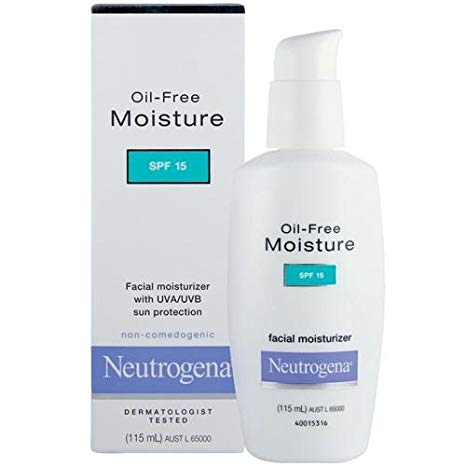 Oil-Free
Moisture
SPF 15
Facial moisturizer
with UVA/UVB
sun protection
non-comedogenic
Neutrogena
DERMATOLOGIST
TESTED
(115 mL) AUST L 65000
Oil-Free
Moisture
SPF 15
facial moisturizer
Neutrogena®
(115 mL) AUST L 65000
40015316